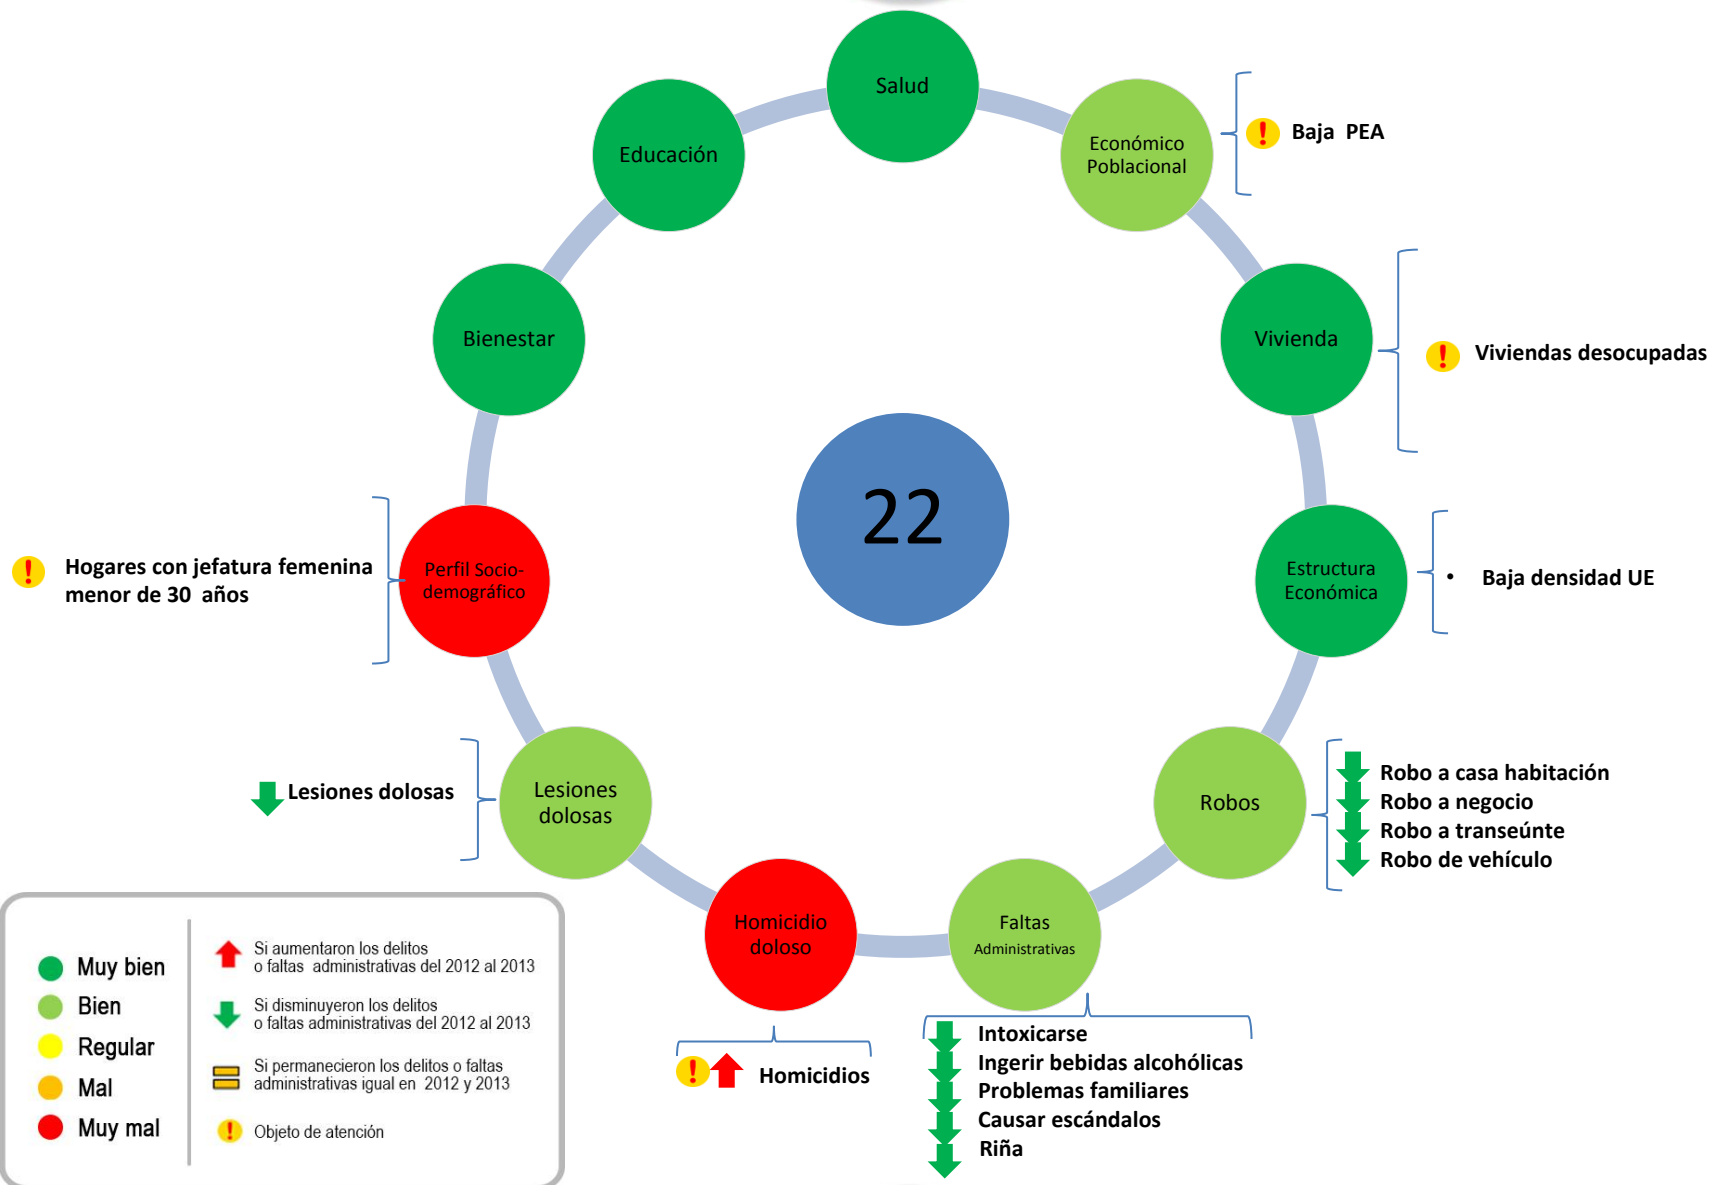 Salud
Económico
Poblacional
! Baja PEA
Educación
Bienestar
Vivienda
! Viviendas desocupadas
22
! Hogares con jefatura femenina
menor de 30 años
Perfil Socio-
demográfico
Estructura
Económica
• Baja densidad UE
Lesiones dolosas
Lesiones
dolosas
Robos
Robo a casa habitación
Robo a negocio
Robo a transeúnte
Robo de vehículo
Homicidio
doloso
Faltas
Administrativas
! Homicidios
Intoxicarse
Ingerir bebidas alcohólicas
Problemas familiares
Causar escándalos
Riña
Muy bien
Bien
Regular
Mal
Muy mal
Si aumentaron los delitos
o faltas administrativas del 2012 al 2013
Si disminuyeron los delitos
o faltas administrativas del 2012 al 2013
Si permanecieron los delitos o faltas
administrativas igual en 2012 y 2013
! Objeto de atención